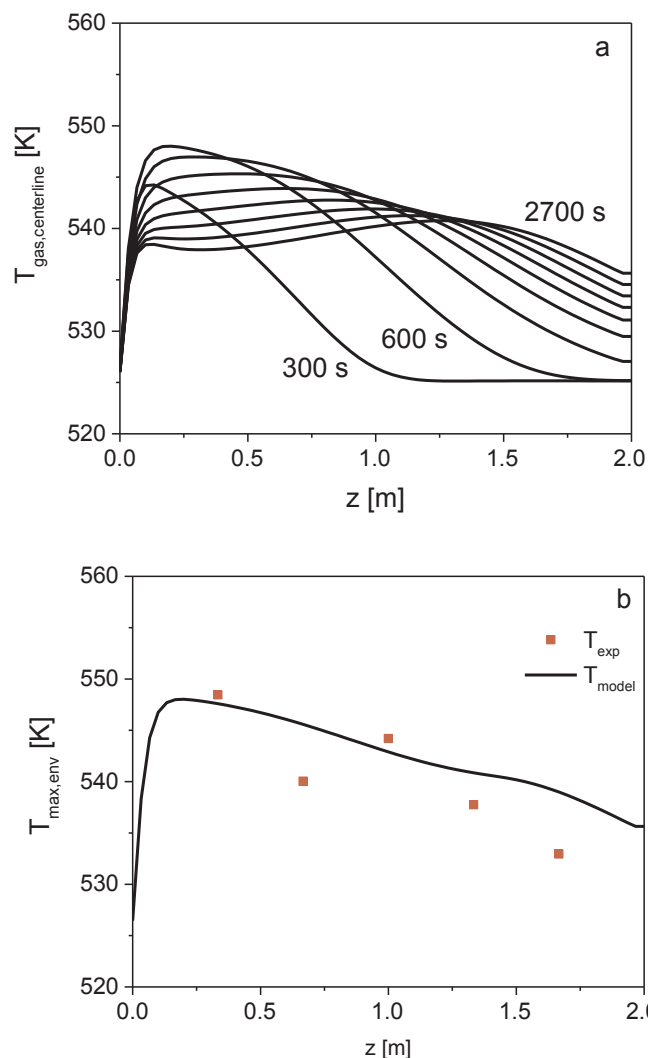 560
a
550
T_gas,centerline [K]
540
2700 s
530
600 s
300 s
520
0.0 0.5 1.0 1.5 2.0
z [m]
560
b
T_exp
T_model
550
T_max,env [K]
540
530
520
0.0 0.5 1.0 1.5 2.0
z [m]